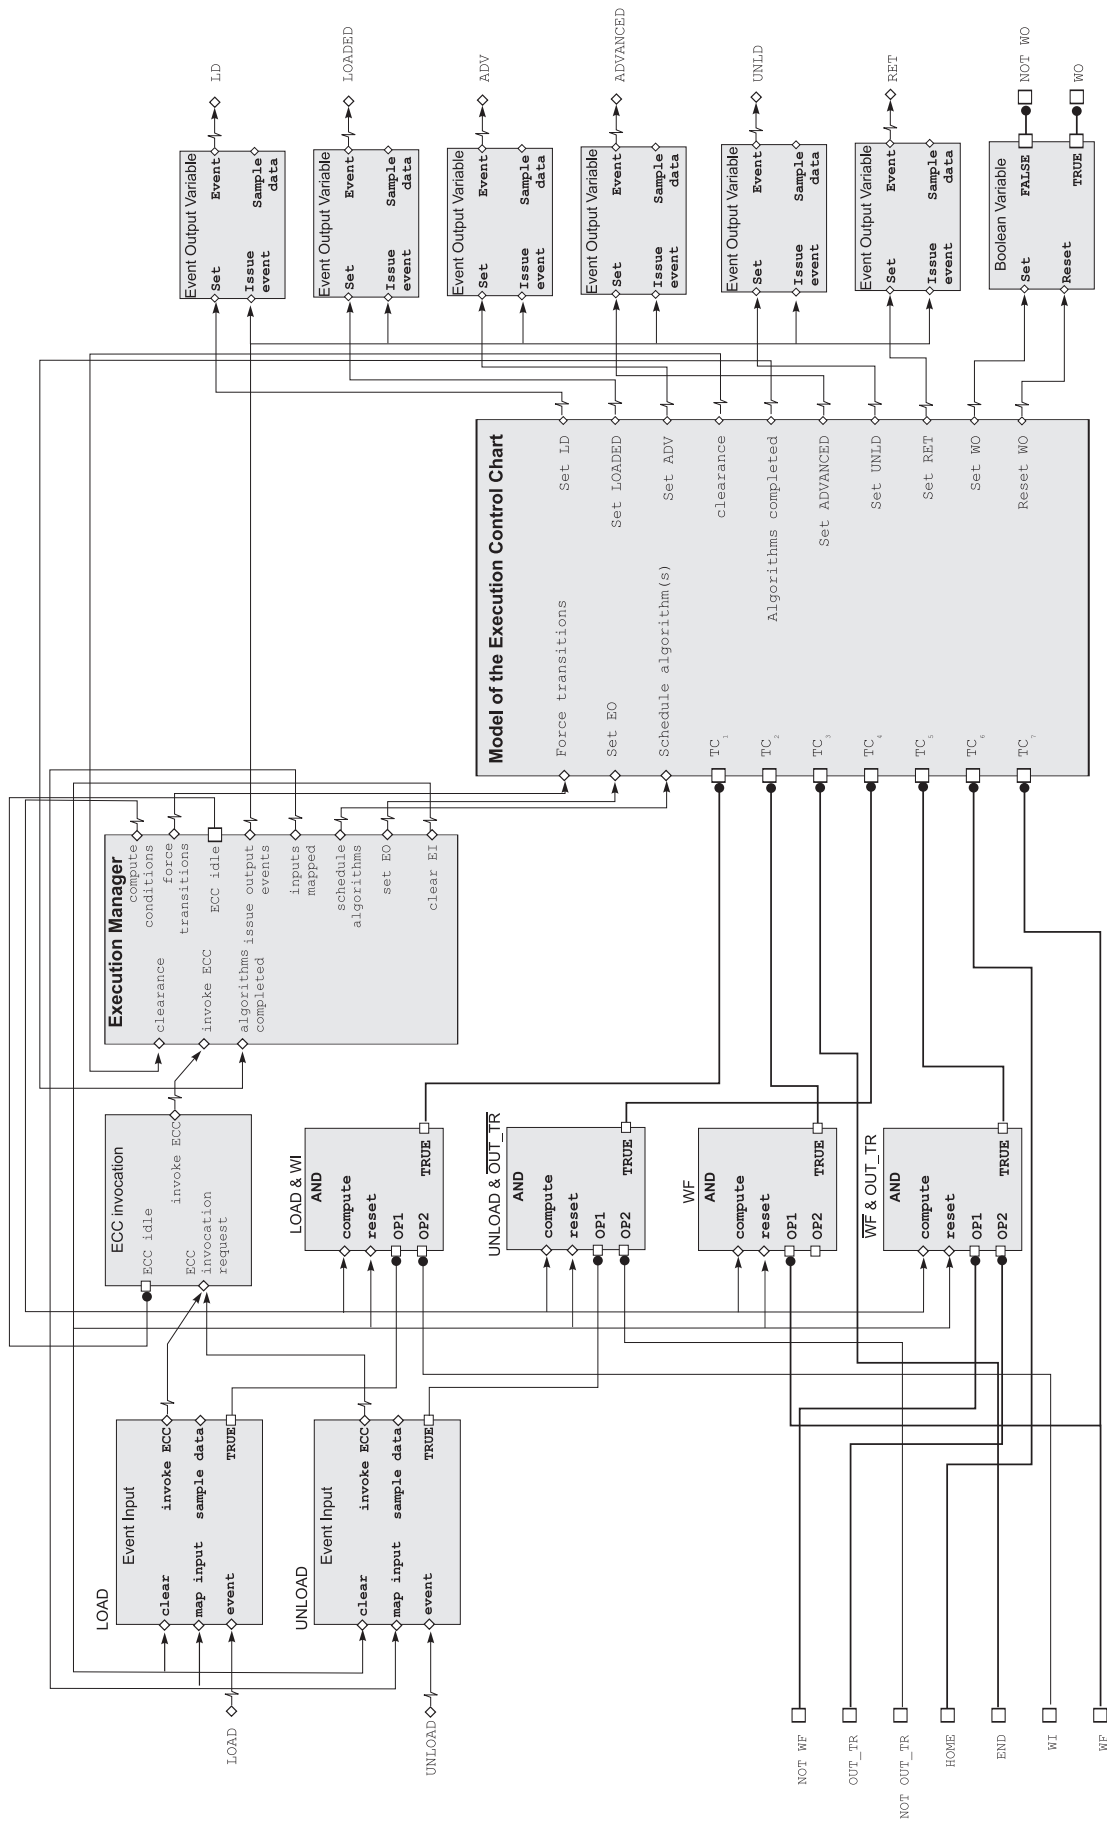 LOAD
UNLOAD
NOT WF
OUT_TR
NOT OUT_TR
HOME
END
WI
WF
LOAD
Event Input
clear
map input
event
invoke ECC
sample data
TRUE
UNLOAD
Event Input
clear
map input
event
invoke ECC
sample data
TRUE
ECC invocation
ECC idle
ECC
invocation
request
invoke ECC
LOAD & WI
AND
compute
reset
OP1
OP2
TRUE
UNLOAD & OUT_TR
AND
compute
reset
OP1
OP2
TRUE
WF
AND
compute
reset
OP1
OP2
TRUE
WF & OUT_TR
AND
compute
reset
OP1
OP2
TRUE
Execution Manager
clearance
invoke ECC
algorithms
completed
compute
conditions
force
transitions
ECC idle
issue output
events
inputs
mapped
schedule
algorithms
set EO
clear EI
Model of the Execution Control Chart
Force transitions
Set EO
Schedule algorithm(s)
TC1
TC2
TC3
TC4
TC5
TC6
TC7
Set LD
Set LOADED
Set ADV
clearance
Algorithms completed
Set ADVANCED
Set UNLD
Set RET
Set WO
Reset WO
Event Output Variable
Set
Event
Issue
event
Sample
data
LD
Event Output Variable
Set
Event
Issue
event
Sample
data
LOADED
Event Output Variable
Set
Event
Issue
event
Sample
data
ADV
Event Output Variable
Set
Event
Issue
event
Sample
data
ADVANCED
Event Output Variable
Set
Event
Issue
event
Sample
data
UNLD
Event Output Variable
Set
Event
Issue
event
Sample
data
RET
Boolean Variable
Set
FALSE
Reset
TRUE
NOT WO
WO